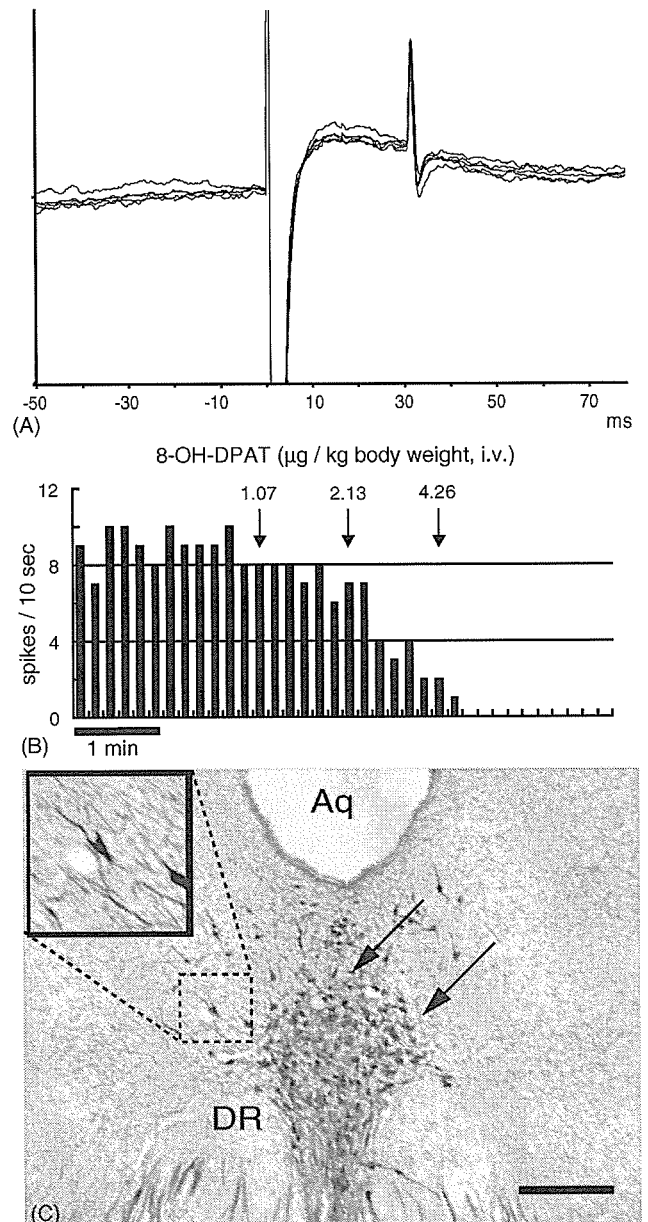 -50 -30 -10 10 30 50 70
ms
(A)
8-OH-DPAT (µg / kg body weight, i.v.)
12
1.07 2.13 4.26
8
spikes / 10 sec
4
0
(B)
1 min
Aq
DR
(C)